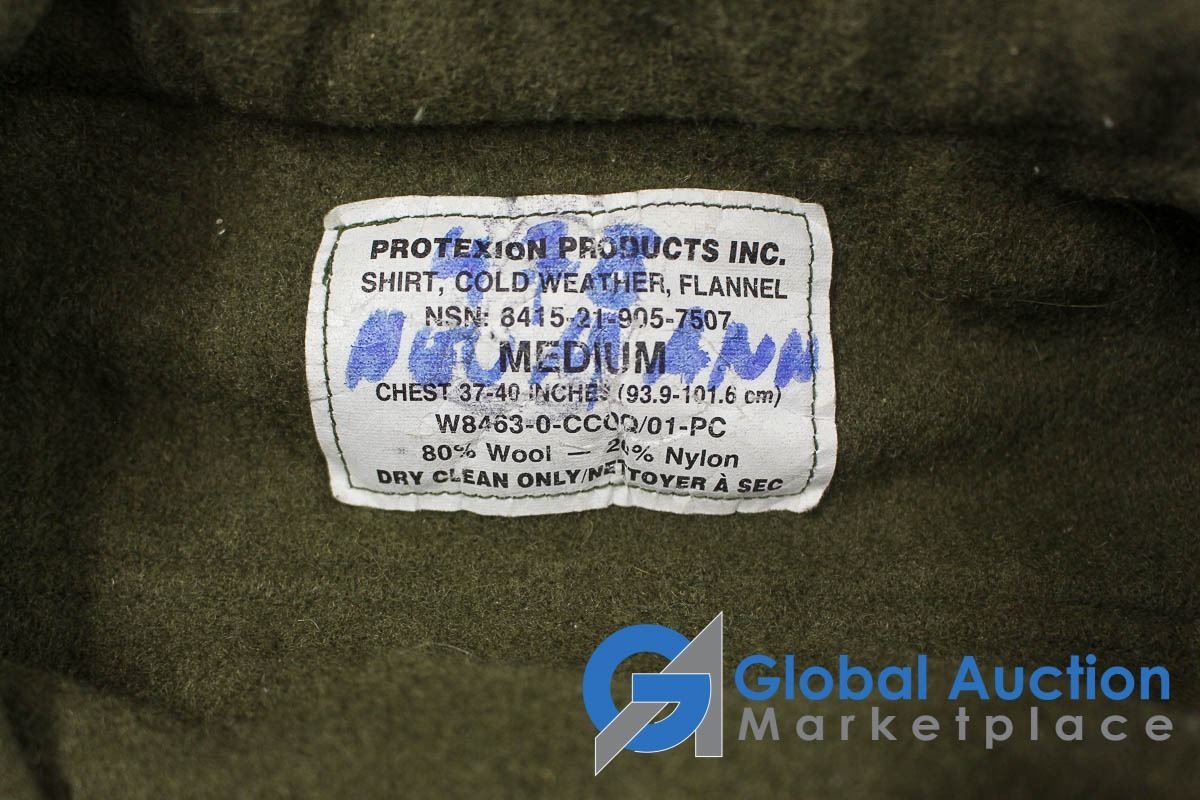 PROTEXION PRODUCTS INC.
SHIRT, COLD WEATHER, FLANNEL
NSN: 8415-21-905-7507
MEDIUM
CHEST 37-40 INCHES (93.9-101.6 cm)
W8463-0-CCOQ/01-PC
80% Wool — 20% Nylon
DRY CLEAN ONLY/NETTOYER À SEC
Global Auction
Marketplace